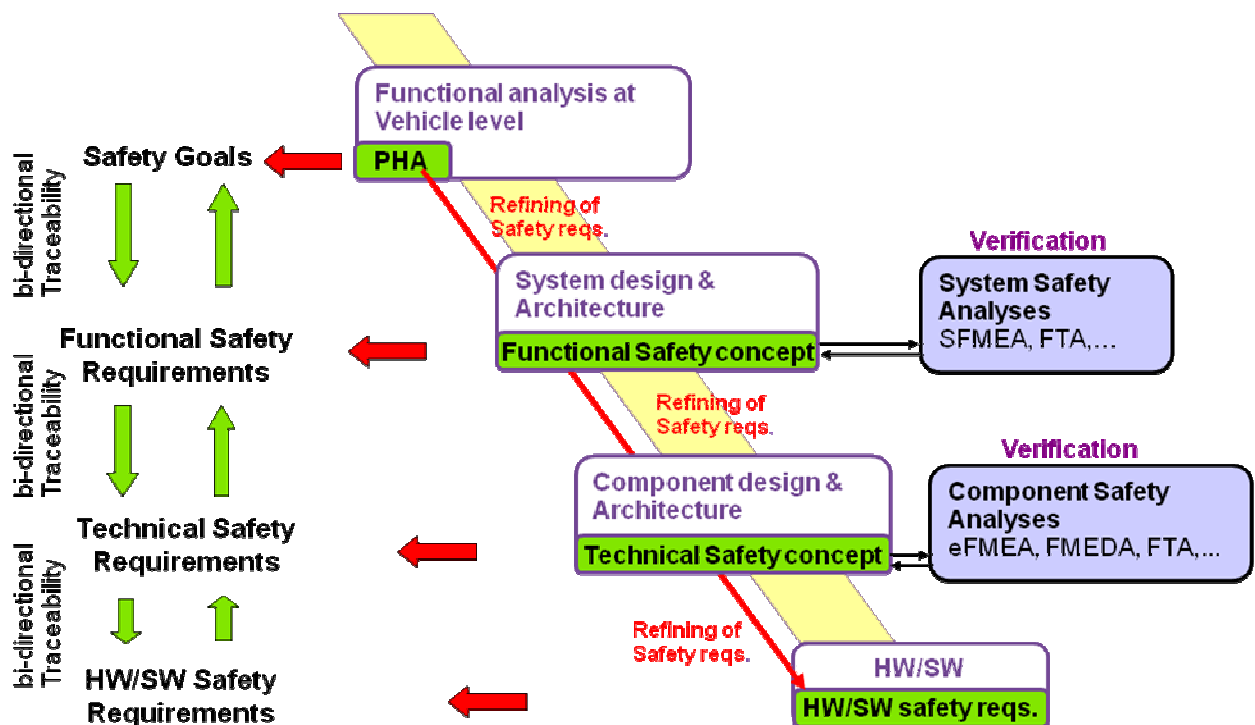 Functional analysis at
Vehicle level
PHA
Safety Goals
bi-directional
Traceability
Refining of
Safety reqs.
Verification
System design &
Architecture
Functional Safety concept
System Safety
Analyses
SFMEA, FTA,...
Functional Safety
Requirements
bi-directional
Traceability
Refining of
Safety reqs.
Verification
Component design &
Architecture
Technical Safety concept
Component Safety
Analyses
eFMEA, FMEDA, FTA,...
Technical Safety
Requirements
bi-directional
Traceability
Refining of
Safety reqs.
HW/SW
HW/SW safety reqs.
HW/SW Safety
Requirements